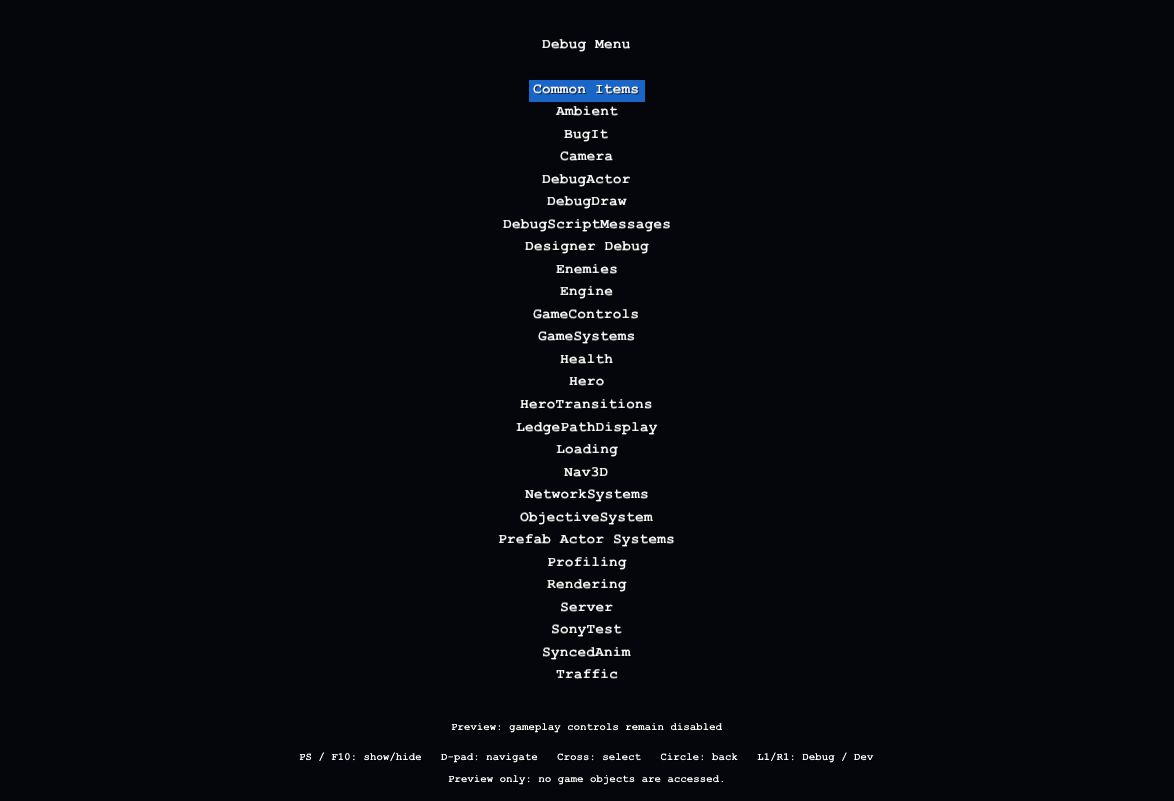 Debug Menu
Common Items
Ambient
BugIt
Camera
DebugActor
DebugDraw
DebugScriptMessages
Designer Debug
Enemies
Engine
GameControls
GameSystems
Health
Hero
HeroTransitions
LedgePathDisplay
Loading
Nav3D
NetworkSystems
ObjectiveSystem
Prefab Actor Systems
Profiling
Rendering
Server
SonyTest
SyncedAnim
Traffic
Preview: gameplay controls remain disabled
PS / F10: show/hide   D-pad: navigate   Cross: select   Circle: back   L1/R1: Debug / Dev
Preview only: no game objects are accessed.